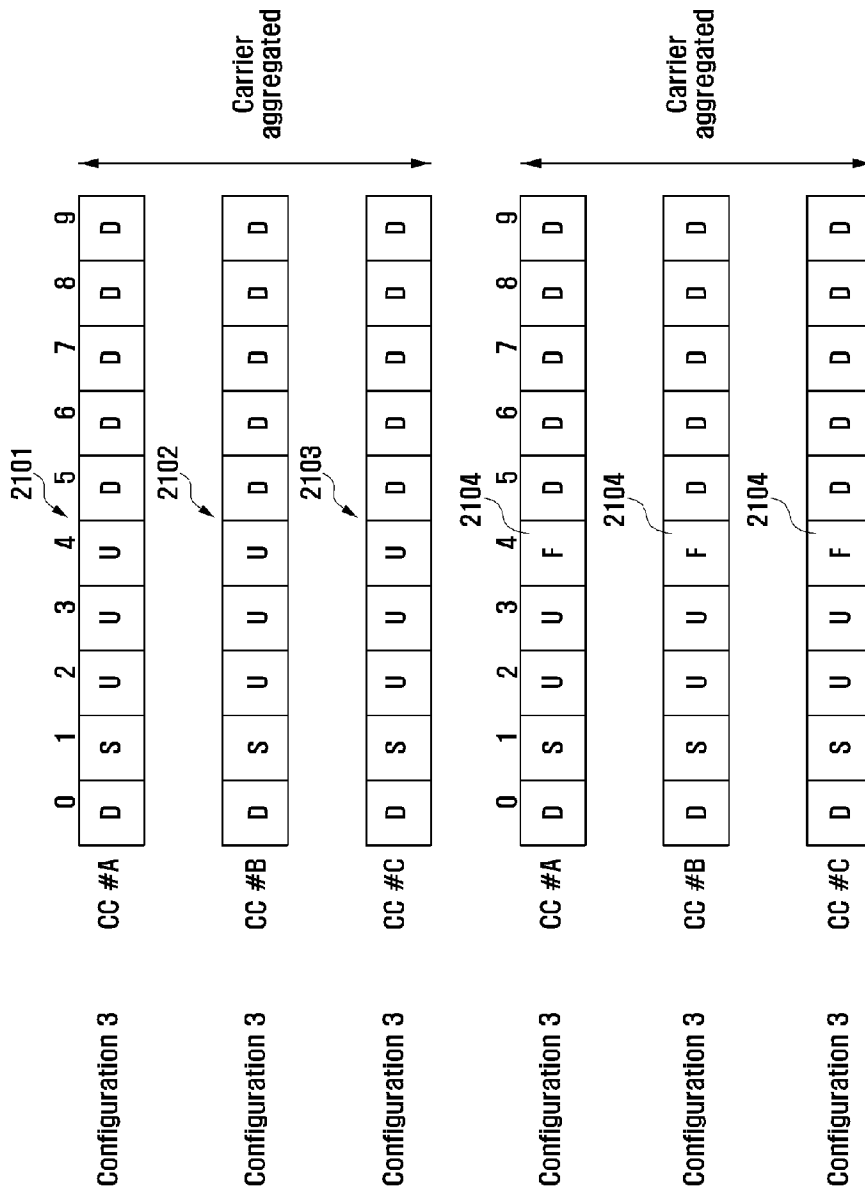 0 1 2 3 4 5 6 7 8 9
2101
Configuration 3 CC #A D S U U U D D D D D
2102
Configuration 3 CC #B D S U U U D D D D D
2103
Configuration 3 CC #C D S U U U D D D D D
Carrier
aggregated
0 1 2 3 4 5 6 7 8 9
2104
Configuration 3 CC #A D S U U F D D D D D
2104
Configuration 3 CC #B D S U U F D D D D D
2104
Configuration 3 CC #C D S U U F D D D D D
Carrier
aggregated